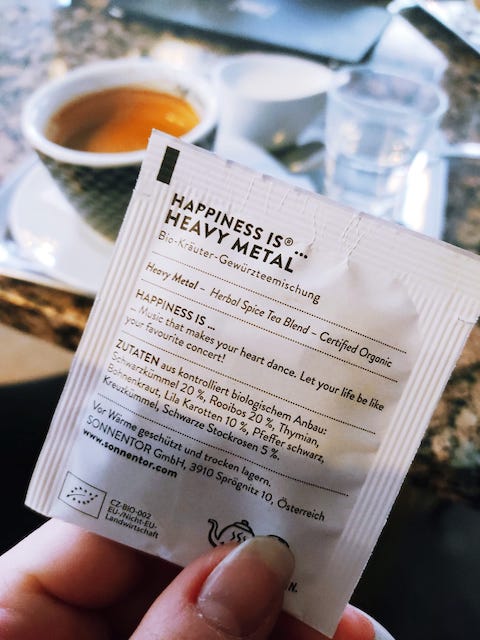 HAPPINESS IS®...
HEAVY METAL
Bio-Kräuter-Gewürzteemischung
Heavy Metal – Herbal Spice Tea Blend – Certified Organic
HAPPINESS IS ...
... Music that makes your heart dance. Let your life be like
your favourite concert!
ZUTATEN aus kontrolliert biologischem Anbau:
Schwarzkümmel 20 %, Rooibos 20 %, Thymian,
Bohnenkraut, Lila Karotten 10 %, Pfeffer schwarz,
Kreuzkümmel, Schwarze Stockrosen 5 %.
Vor Wärme geschützt und trocken lagern.
SONNENTOR GmbH, 3910 Sprögnitz 10, Österreich
www.sonnentor.com
CZ-BIO-002
EU-/Nicht-EU-
Landwirtschaft